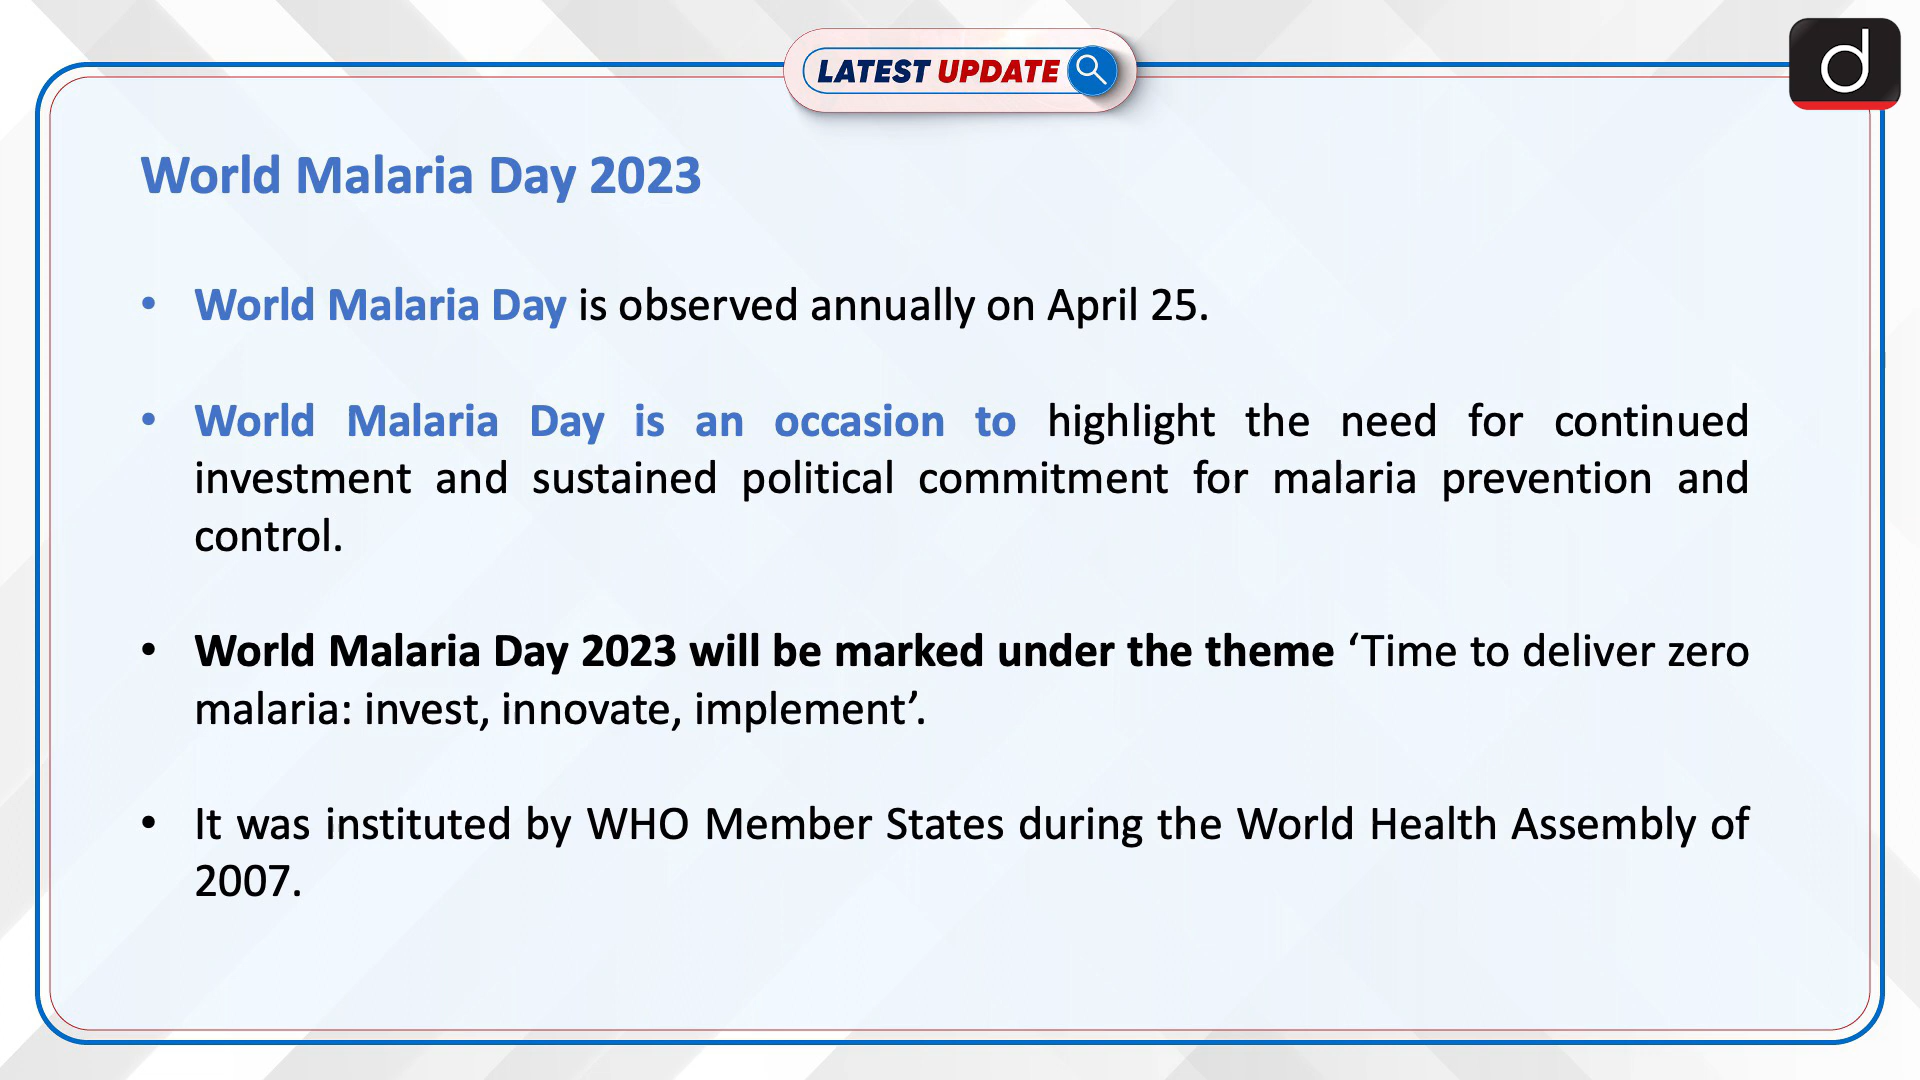 LATEST UPDATE
d
World Malaria Day 2023
• World Malaria Day is observed annually on April 25.
• World Malaria Day is an occasion to highlight the need for continued
investment and sustained political commitment for malaria prevention and
control.
• World Malaria Day 2023 will be marked under the theme ‘Time to deliver zero
malaria: invest, innovate, implement’.
• It was instituted by WHO Member States during the World Health Assembly of
2007.